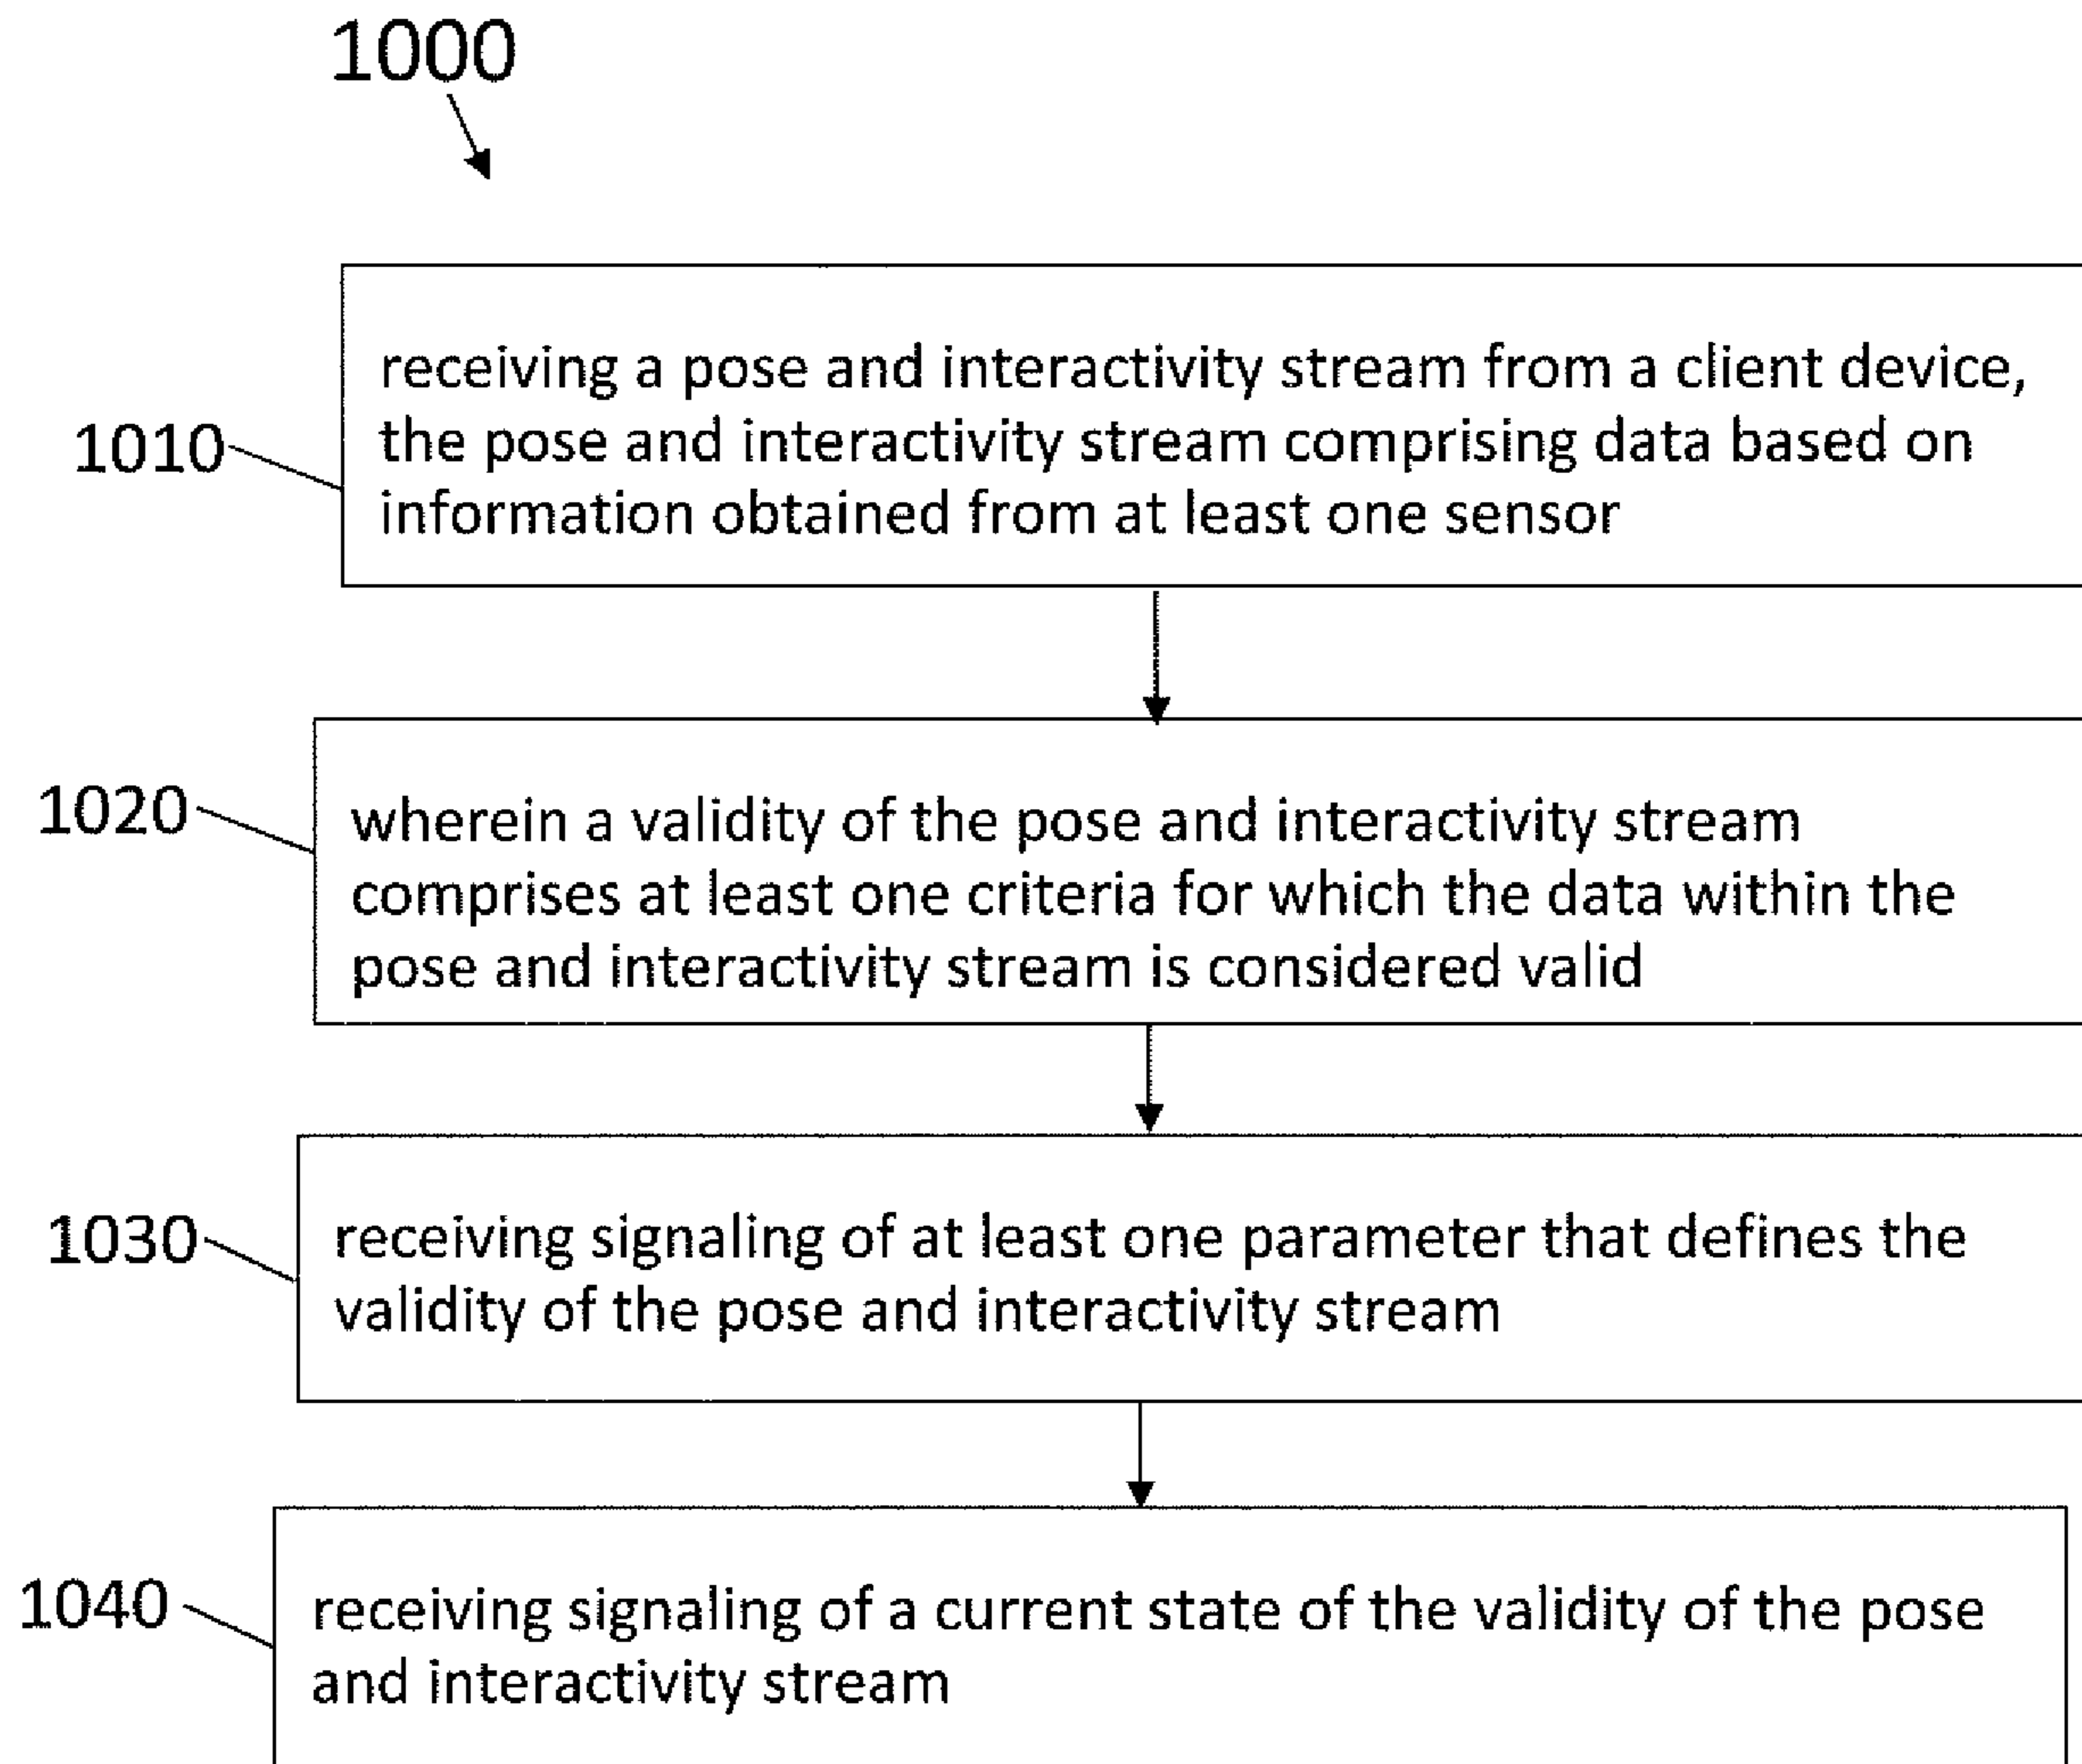 1000
1010
receiving a pose and interactivity stream from a client device,
the pose and interactivity stream comprising data based on
information obtained from at least one sensor
1020
wherein a validity of the pose and interactivity stream
comprises at least one criteria for which the data within the
pose and interactivity stream is considered valid
1030
receiving signaling of at least one parameter that defines the
validity of the pose and interactivity stream
1040
receiving signaling of a current state of the validity of the pose
and interactivity stream